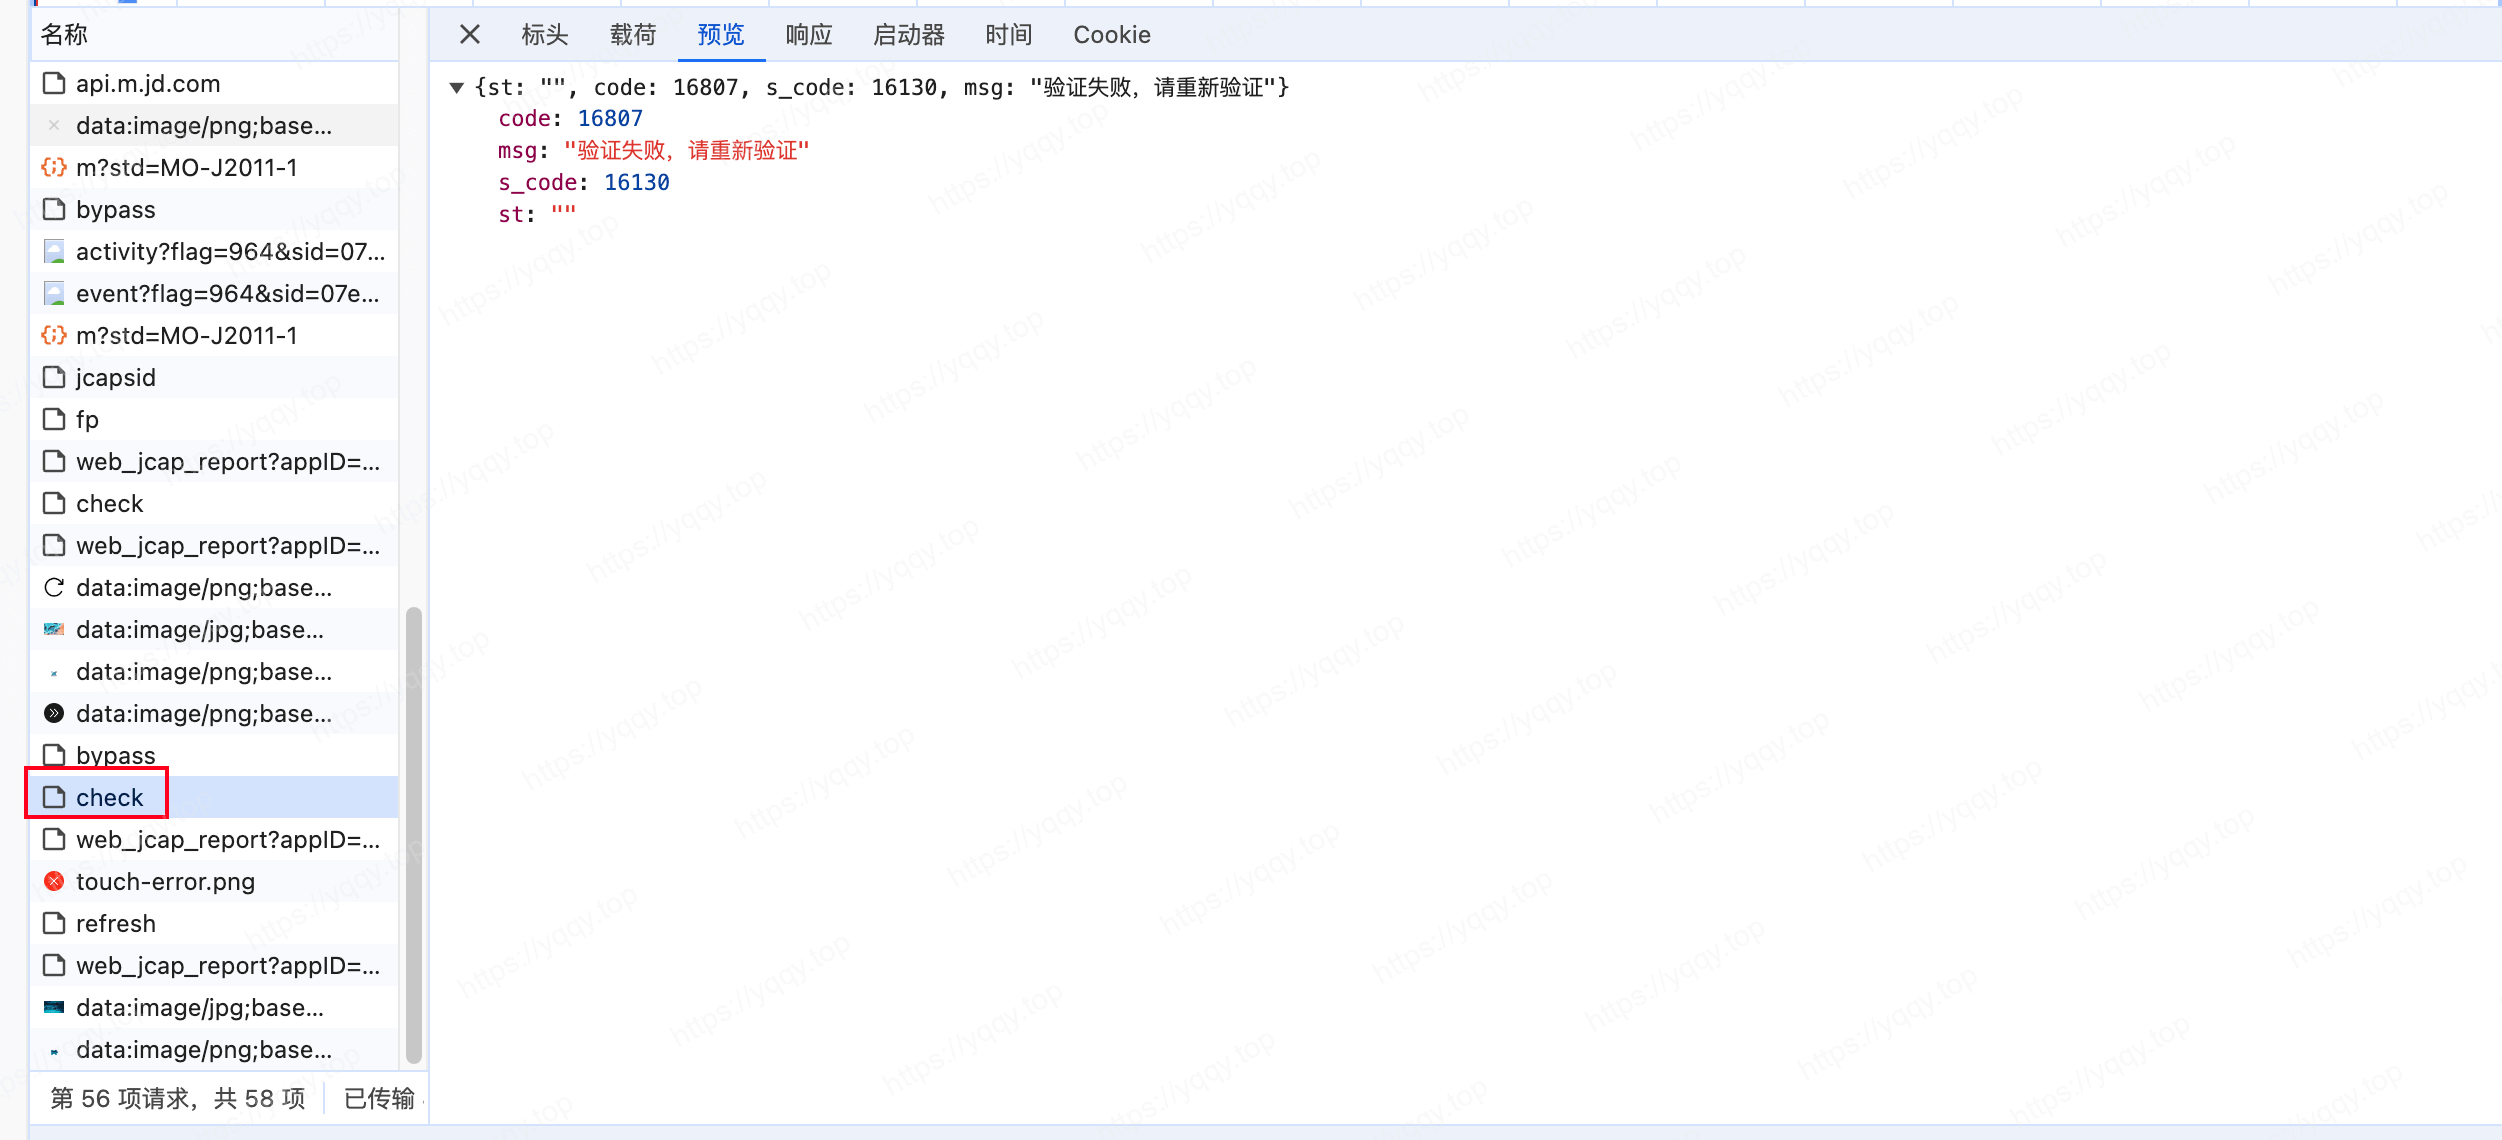 名称
标头 载荷 预览 响应 启动器 时间 Cookie
api.m.jd.com
data:image/png;base...
m?std=MO-J2011-1
bypass
activity?flag=964&sid=07...
event?flag=964&sid=07e...
m?std=MO-J2011-1
jcapsid
fp
web_jcap_report?appID=...
check
web_jcap_report?appID=...
data:image/png;base...
data:image/jpg;base...
data:image/png;base...
data:image/png;base...
bypass
check
web_jcap_report?appID=...
touch-error.png
refresh
web_jcap_report?appID=...
data:image/jpg;base...
data:image/png;base...
第 56 项请求，共 58 项 已传输
{st: "", code: 16807, s_code: 16130, msg: "验证失败，请重新验证"}
code: 16807
msg: "验证失败，请重新验证"
s_code: 16130
st: ""
https://yqqy.top